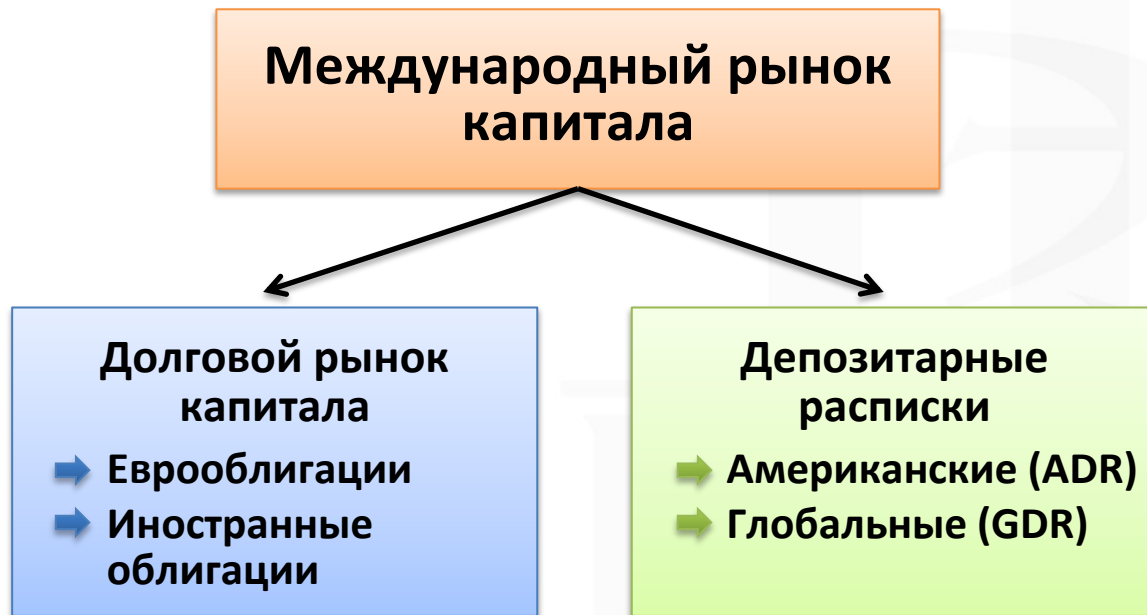 Международный рынок
капитала
Долговой рынок
капитала
Еврооблигации
Иностранные
облигации
Депозитарные
расписки
Американские (ADR)
Глобальные (GDR)